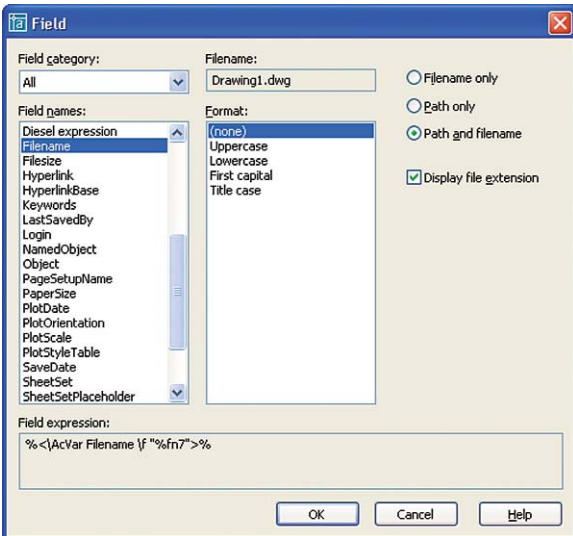 Field
Field category:
All
Field names:
Diesel expression
Filename
Filesize
Hyperlink
HyperlinkBase
Keywords
LastSavedBy
Login
NamedObject
Object
PageSetupName
PaperSize
PlotDate
PlotOrientation
PlotScale
PlotStyleTable
SaveDate
SheetSet
SheetSetPlaceholder
Filename:
Drawing1.dwg
Format:
(none)
Uppercase
Lowercase
First capital
Title case
Filename only
Path only
Path and filename
Display file extension
Field expression:
%<\AcVar Filename \f "%fn7">%
OK
Cancel
Help